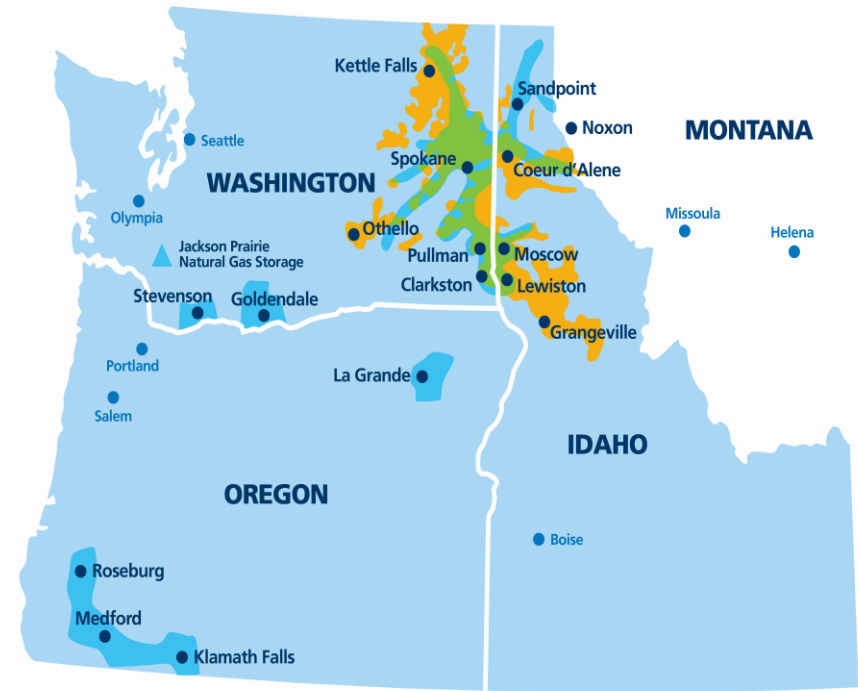 Kettle Falls
Sandpoint
Noxon
MONTANA
Seattle
Spokane
Coeur d'Alene
WASHINGTON
Olympia
Missoula
Othello
Helena
Jackson Prairie
Natural Gas Storage
Pullman
Moscow
Clarkston
Lewiston
Stevenson
Goldendale
Grangeville
Portland
La Grande
Salem
IDAHO
OREGON
Boise
Roseburg
Medford
Klamath Falls